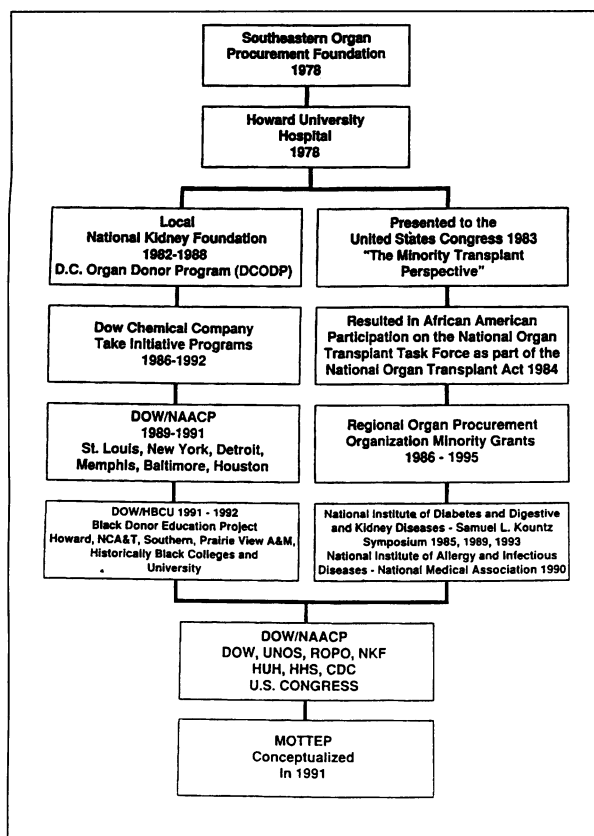 Southeastern Organ
Procurement Foundation
1978
Howard University
Hospital
1978
Local
National Kidney Foundation
1982-1988
D.C. Organ Donor Program (DCODP)
Presented to the
United States Congress 1983
"The Minority Transplant
Perspective"
Dow Chemical Company
Take Initiative Programs
1986-1992
Resulted in African American
Participation on the National Organ
Transplant Task Force as part of the
National Organ Transplant Act 1984
DOW/NAACP
1989-1991
St. Louis, New York, Detroit,
Memphis, Baltimore, Houston
Regional Organ Procurement
Organization Minority Grants
1986 - 1995
DOW/HBCU 1991 - 1992
Black Donor Education Project
Howard, NCA&T, Southern, Prairie View A&M,
Historically Black Colleges and
University
National Institute of Diabetes and Digestive
and Kidney Diseases - Samuel L. Kountz
Symposium 1985, 1989, 1993
National Institute of Allergy and Infectious
Diseases - National Medical Association 1990
DOW/NAACP
DOW, UNOS, ROPO, NKF
HUH, HHS, CDC
U.S. CONGRESS
MOTTEP
Conceptualized
In 1991